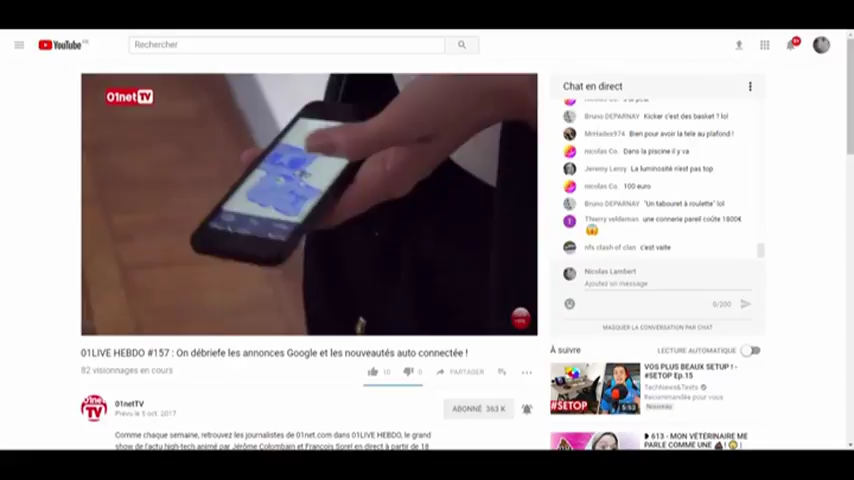 YouTube FR
Rechercher
9+
01net TV
Chat en direct
Bruno DEPARNAY Kicker c'est des basket ? lol
MrHades974 Bien pour avoir la tele au plafond !
nicolas Co. Dans la piscine il y va
Jeremy Leroy La luminosité n'est pas top
nicolas Co. 100 euro
Bruno DEPARNAY "Un tabouret à roulette" lol
T Thierry veldeman une connerie pareil coûte 1800€
nfs clash of clan c'est vaite
Nicolas Lambert
Ajoutez un message
0/200
MASQUER LA CONVERSATION PAR CHAT
01LIVE HEBDO #157 : On débriefe les annonces Google et les nouveautés auto connectée !
82 visionnages en cours
10 0 PARTAGER
À suivre LECTURE AUTOMATIQUE
01net TV
01netTV
Prévu le 5 oct. 2017
ABONNÉ 363 K
Comme chaque semaine, retrouvez les journalistes de 01net.com dans 01LIVE HEBDO, le grand
show de l'actu high-tech animé par Jérôme Colombain et François Sorel en direct à partir de 18
#SETOP
5:53
VOS PLUS BEAUX SETUP ! -
#SETOP Ep.15
TechNews&Tests
Recommandée pour vous
Nouveau
613 - MON VÉTÉRINAIRE ME
PARLE COMME UNE